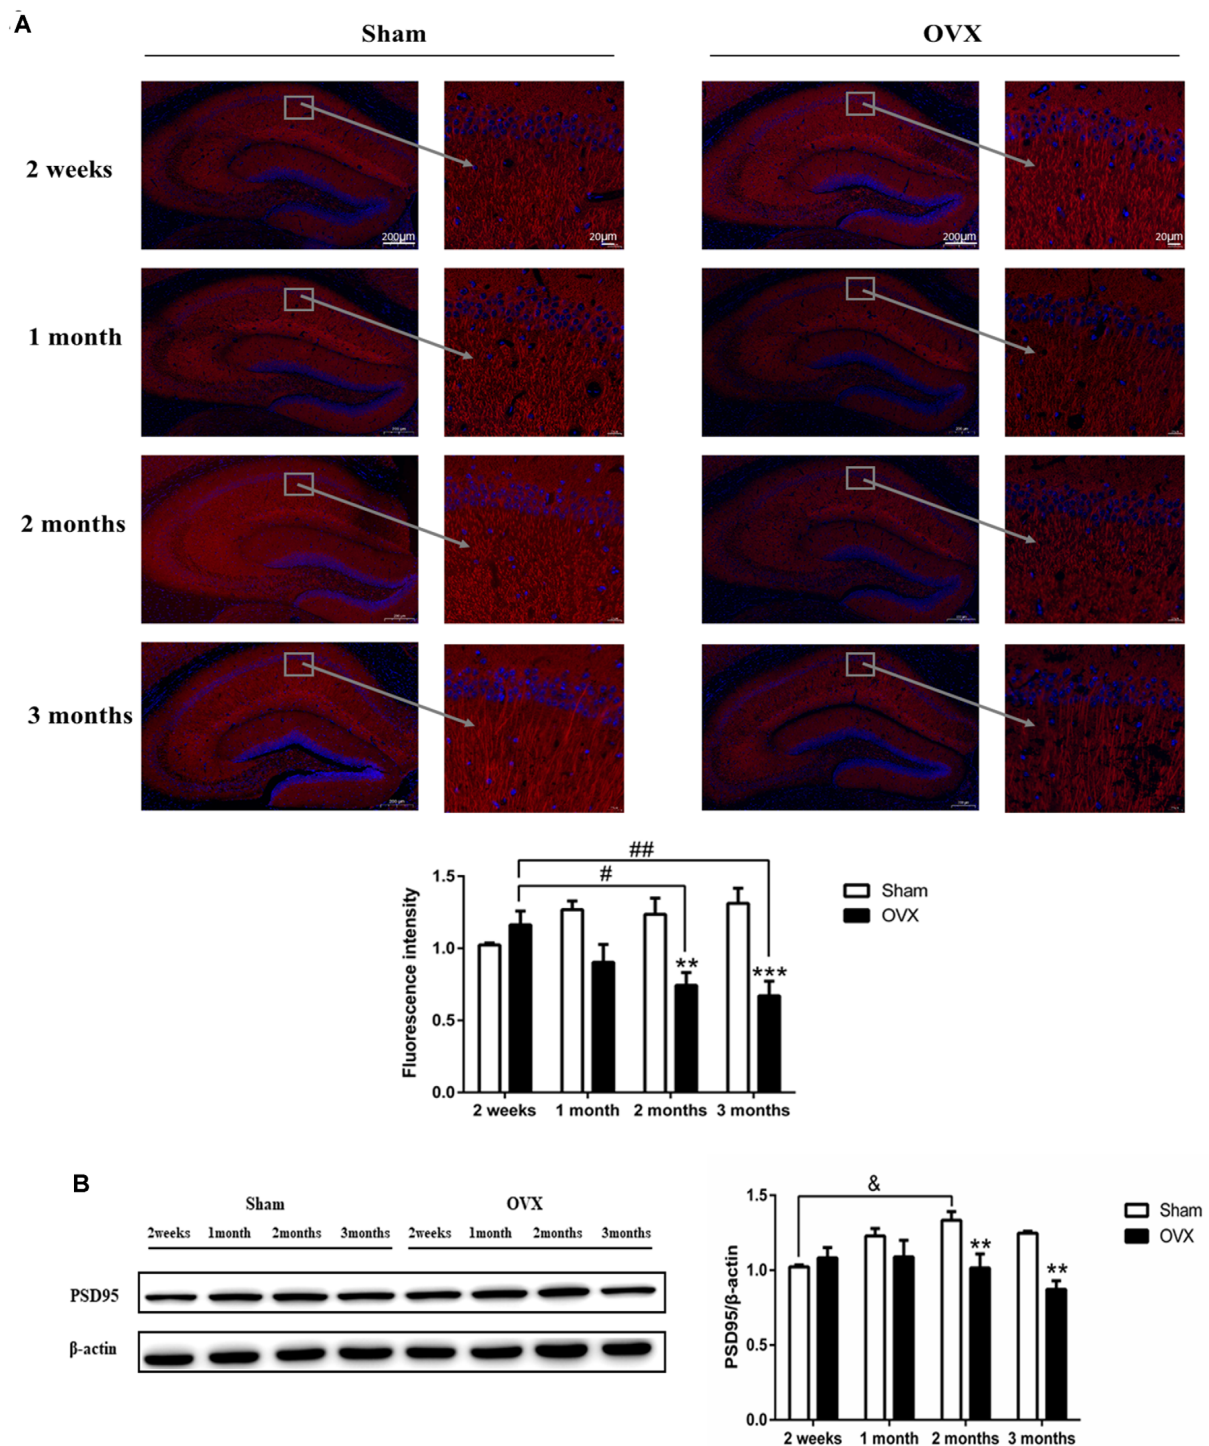 A
Sham
OVX
2 weeks
200μm
20μm
200μm
20μm
1 month
2 months
3 months
##
#
1.5
1.0
0.5
0.0
Fluorescence intensity
**
***
Sham
OVX
2 weeks
1 month
2 months
3 months
B
Sham
OVX
2weeks
1month
2months
3months
2weeks
1month
2months
3months
PSD95
β-actin
&
1.5
1.0
0.5
0.0
PSD95/β-actin
**
**
Sham
OVX
2 weeks
1 month
2 months
3 months